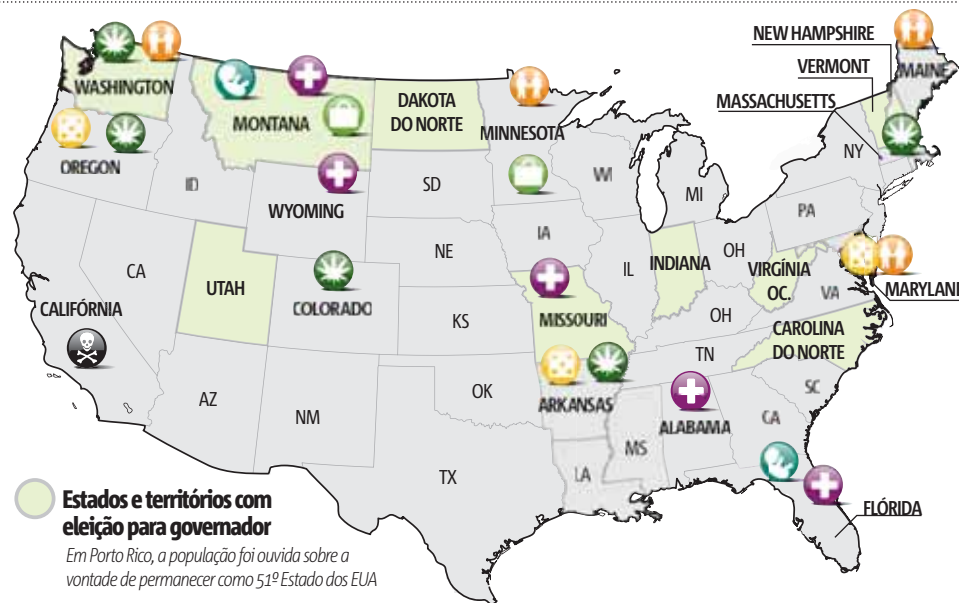 NEW HAMPSHIRE
VERMONT
MASSACHUSETTS
MAINE
WASHINGTON
MONTANA
DAKOTA
DO NORTE
MINNESOTA
OREGON
ID
WYOMING
SD
WI
MI
NY
PA
IA
NE
CA
UTAH
COLORADO
IL
INDIANA
OH
VIRGÍNIA
OC.
VA
MARYLAN
CALIFÓRIA
KS
MISSOURI
OH
CAROLINA
DO NORTE
TN
AZ
NM
OK
ARKANSAS
ALABAMA
SC
CA
MS
LA
TX
FLÓRIDA
Estados e territórios com
eleição para governador
Em Porto Rico, a população foi ouvida sobre a
vontade de permanecer como 51º Estado dos EUA